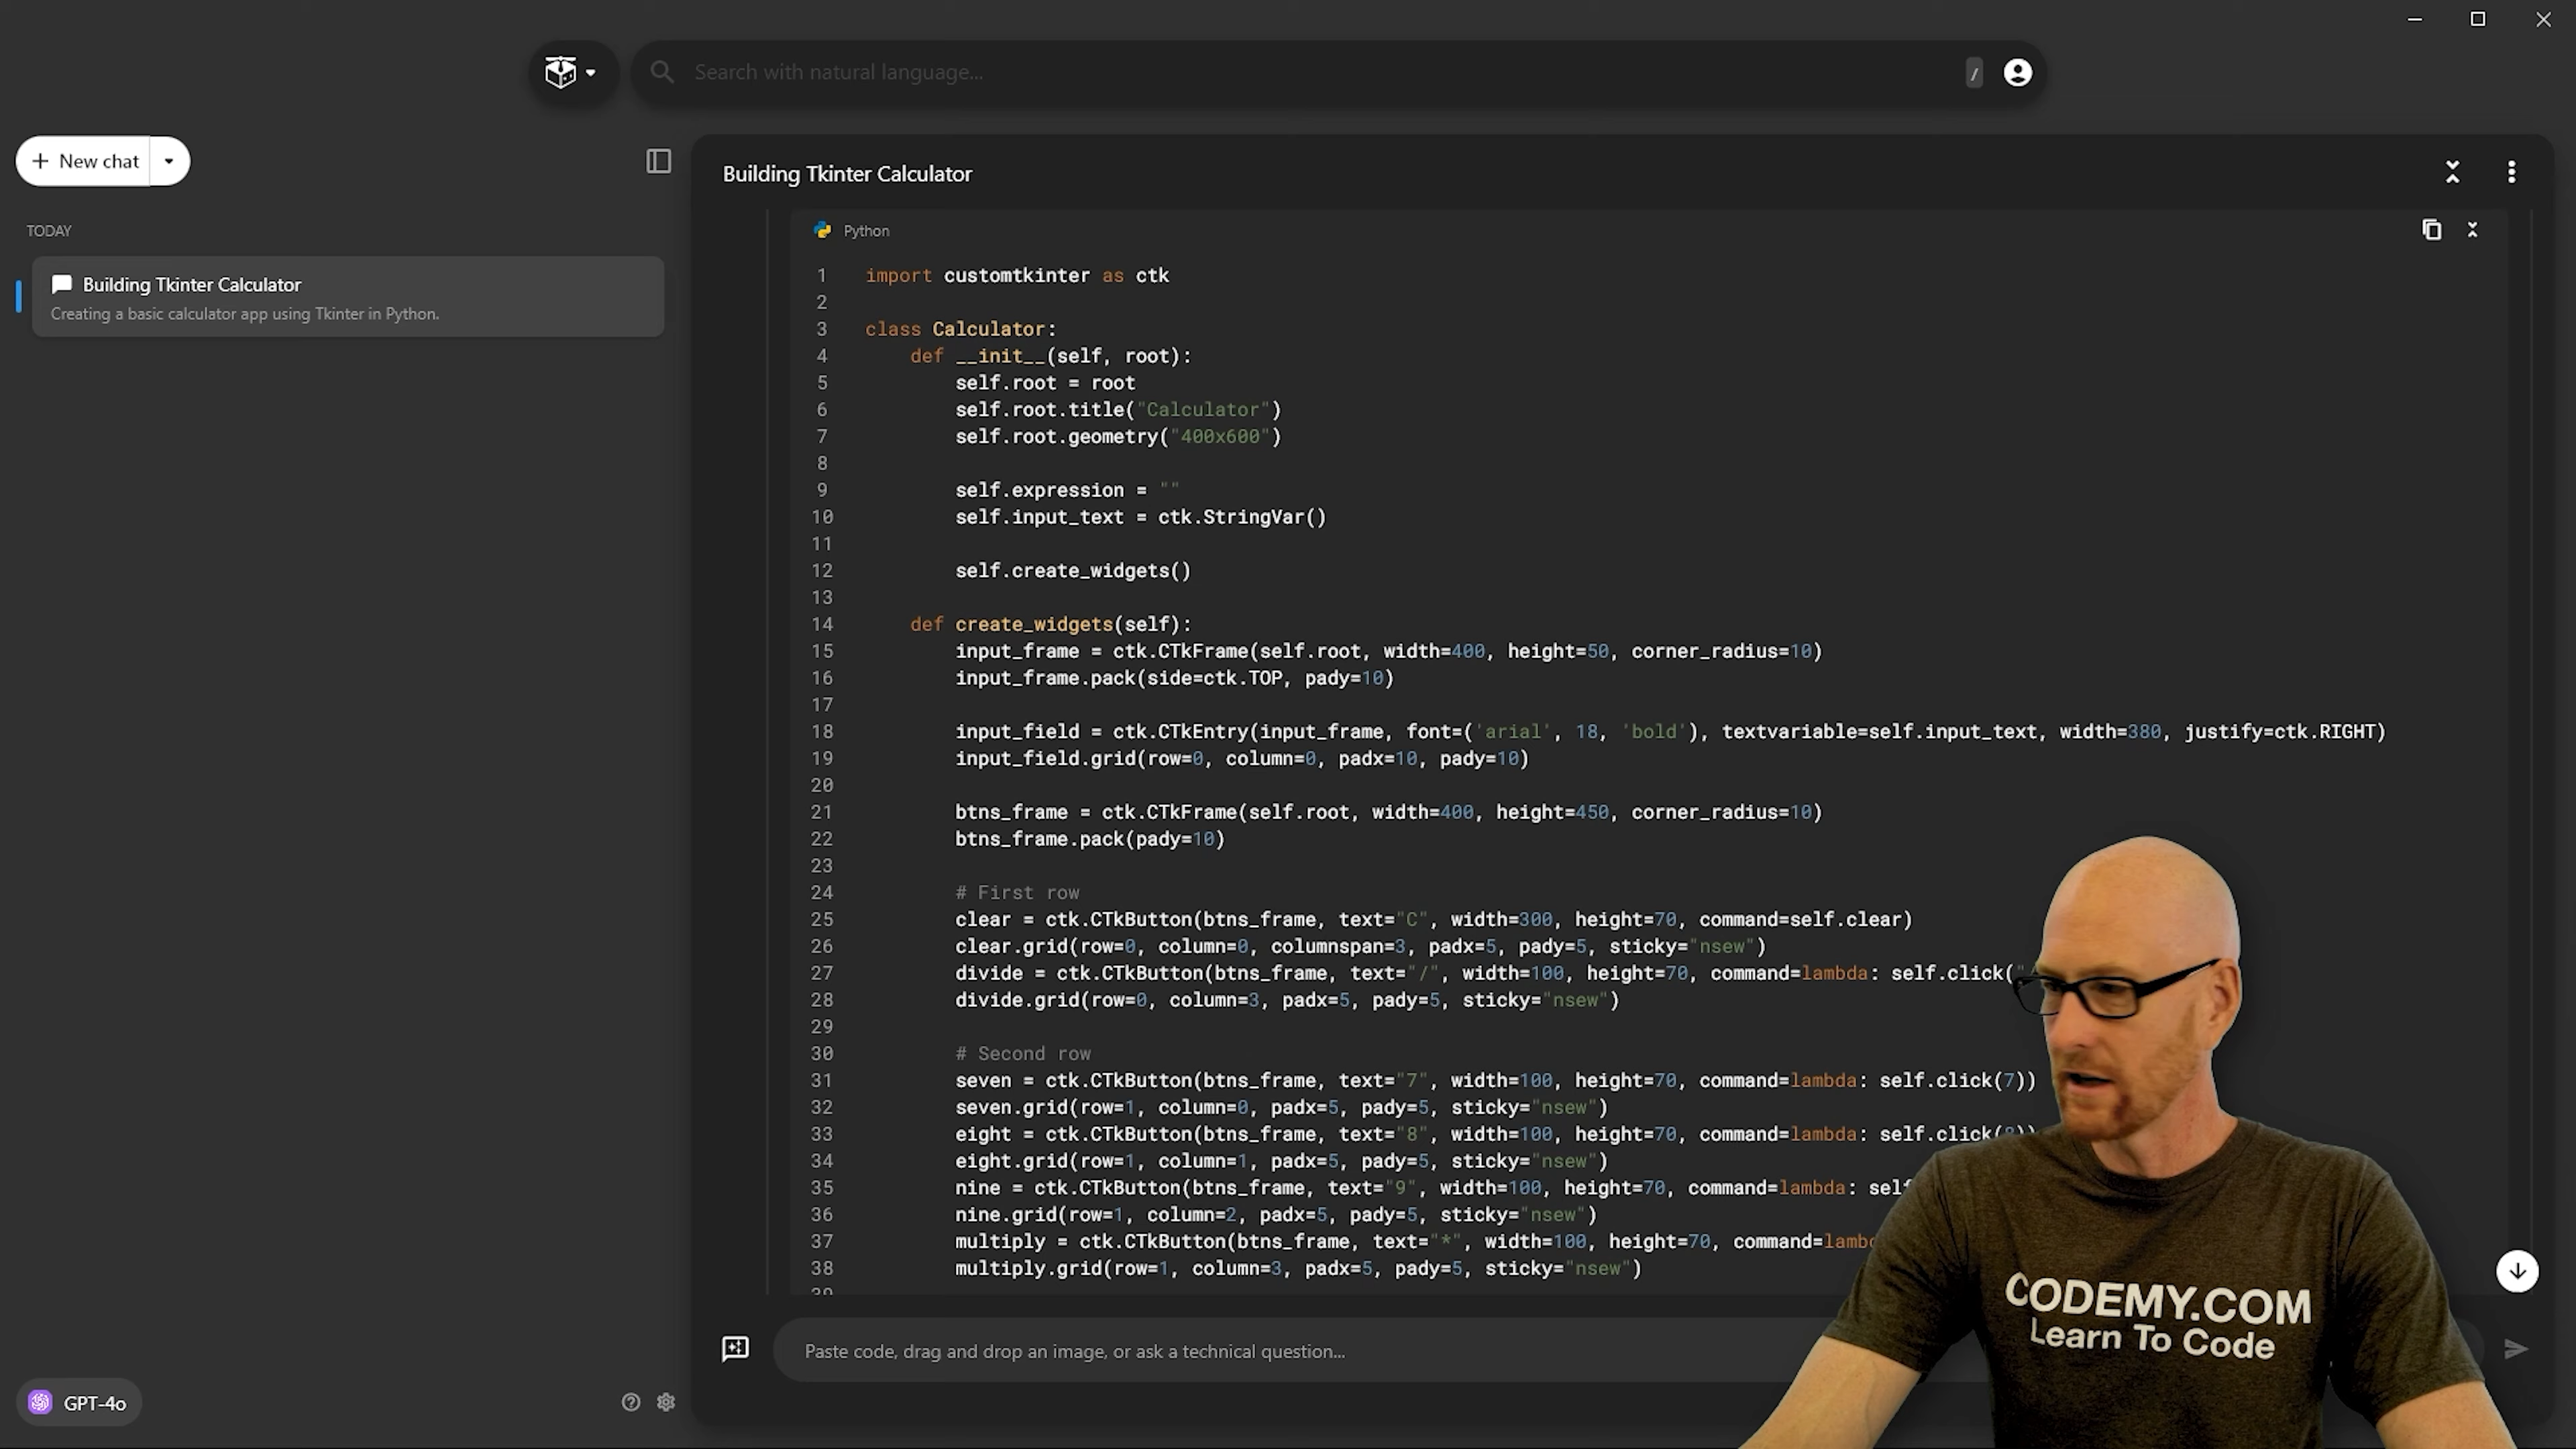 Search with natural language...
/
New chat
TODAY
Building Tkinter Calculator
Creating a basic calculator app using Tkinter in Python.
GPT-4o
Building Tkinter Calculator
Python
1 import customtkinter as ctk
2
3 class Calculator:
4 def __init__(self, root):
5 self.root = root
6 self.root.title("Calculator")
7 self.root.geometry("400x600")
8
9 self.expression = ""
10 self.input_text = ctk.StringVar()
11
12 self.create_widgets()
13
14 def create_widgets(self):
15 input_frame = ctk.CTkFrame(self.root, width=400, height=50, corner_radius=10)
16 input_frame.pack(side=ctk.TOP, pady=10)
17
18 input_field = ctk.CTkEntry(input_frame, font=('arial', 18, 'bold'), textvariable=self.input_text, width=380, justify=ctk.RIGHT)
19 input_field.grid(row=0, column=0, padx=10, pady=10)
20
21 btns_frame = ctk.CTkFrame(self.root, width=400, height=450, corner_radius=10)
22 btns_frame.pack(pady=10)
23
24 # First row
25 clear = ctk.CTkButton(btns_frame, text="C", width=300, height=70, command=self.clear)
26 clear.grid(row=0, column=0, columnspan=3, padx=5, pady=5, sticky="nsew")
27 divide = ctk.CTkButton(btns_frame, text="/", width=100, height=70, command=lambda: self.click("
28 divide.grid(row=0, column=3, padx=5, pady=5, sticky="nsew")
29
30 # Second row
31 seven = ctk.CTkButton(btns_frame, text="7", width=100, height=70, command=lambda: self.click(7))
32 seven.grid(row=1, column=0, padx=5, pady=5, sticky="nsew")
33 eight = ctk.CTkButton(btns_frame, text="8", width=100, height=70, command=lambda: self.click(8))
34 eight.grid(row=1, column=1, padx=5, pady=5, sticky="nsew")
35 nine = ctk.CTkButton(btns_frame, text="9", width=100, height=70, command=lambda:
36 nine.grid(row=1, column=2, padx=5, pady=5, sticky="nsew")
37 multiply = ctk.CTkButton(btns_frame, text="*", width=100, height=70,
38 multiply.grid(row=1, column=3, padx=5, pady=5, sticky="nsew")
Paste code, drag and drop an image, or ask a technical question...
CODEMY.COM
Learn To Code